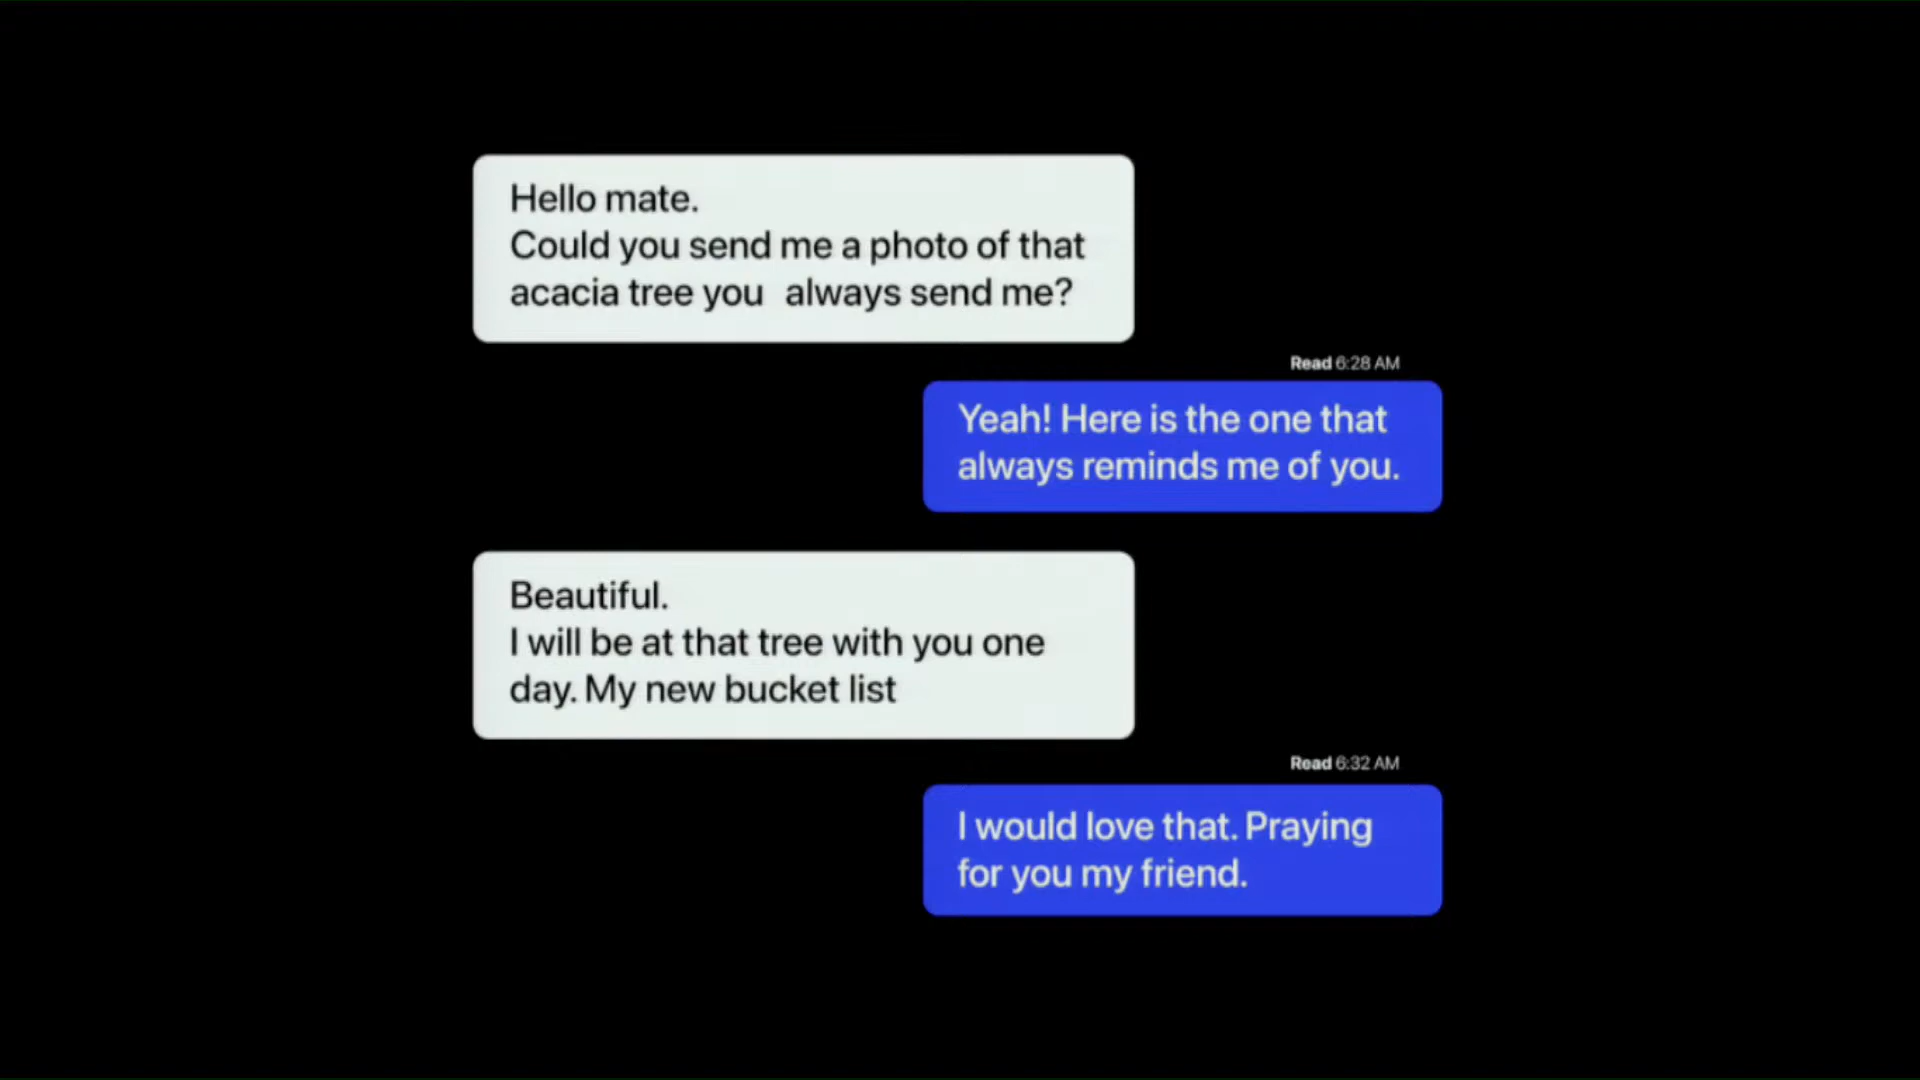 Hello mate.
Could you send me a photo of that
acacia tree you always send me?
Read 6:28 AM
Yeah! Here is the one that
always reminds me of you.
Beautiful.
I will be at that tree with you one
day. My new bucket list
Read 6:32 AM
I would love that. Praying
for you my friend.